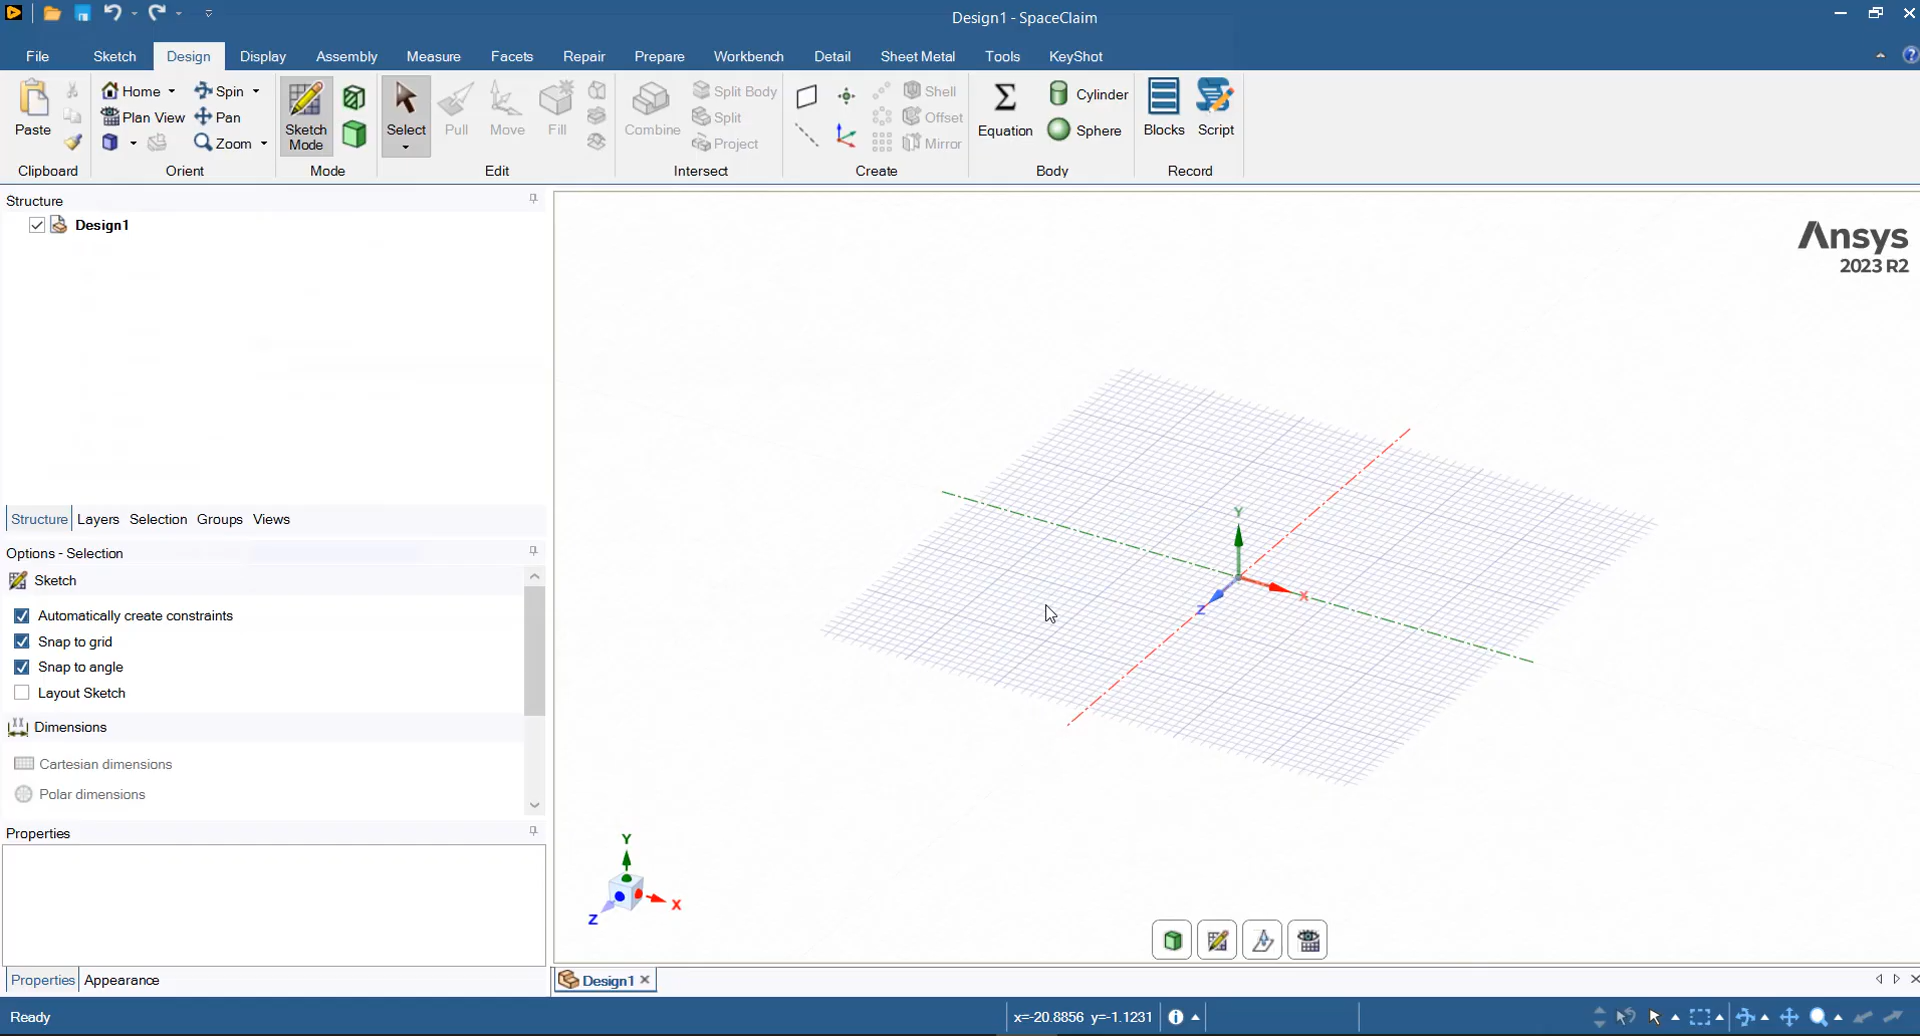 Design1 - SpaceClaim
File Sketch Design Display Assembly Measure Facets Repair Prepare Workbench Detail Sheet Metal Tools KeyShot
Paste
Clipboard
Home Spin
Plan View Pan
Zoom
Orient
Sketch
Mode
Mode
Select Pull Move Fill
Edit
Combine
Split Body
Split
Project
Intersect
Shell
Offset
Mirror
Create
Equation
Cylinder
Sphere
Body
Blocks Script
Record
Structure
Design1
Ansys
2023 R2
Structure Layers Selection Groups Views
Options - Selection
Sketch
Automatically create constraints
Snap to grid
Snap to angle
Layout Sketch
Dimensions
Cartesian dimensions
Polar dimensions
Properties
Properties Appearance
Y
X
Z
Y
X
Z
Design1
Ready
x=-20.8856 y=-1.1231